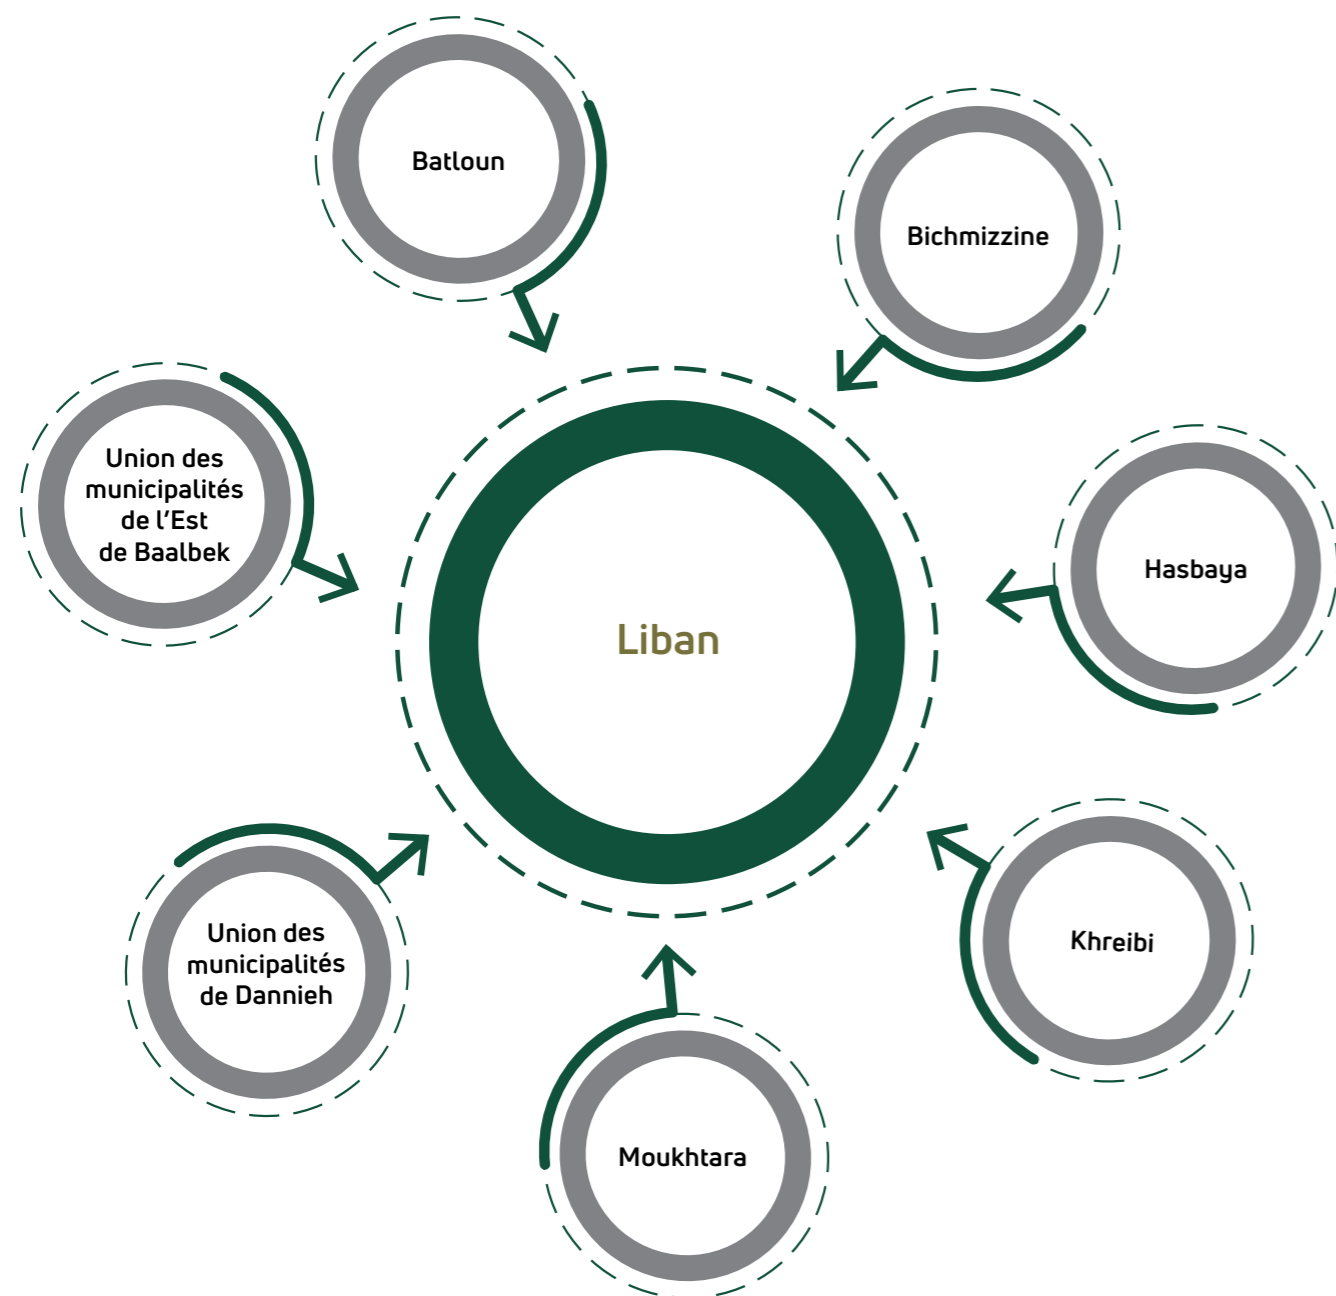 Batloun
Bichmizzine
Union des
municipalités
de l’Est
de Baalbek
Hasbaya
Liban
Union des
municipalités
de Dannieh
Khreibi
Moukhtara